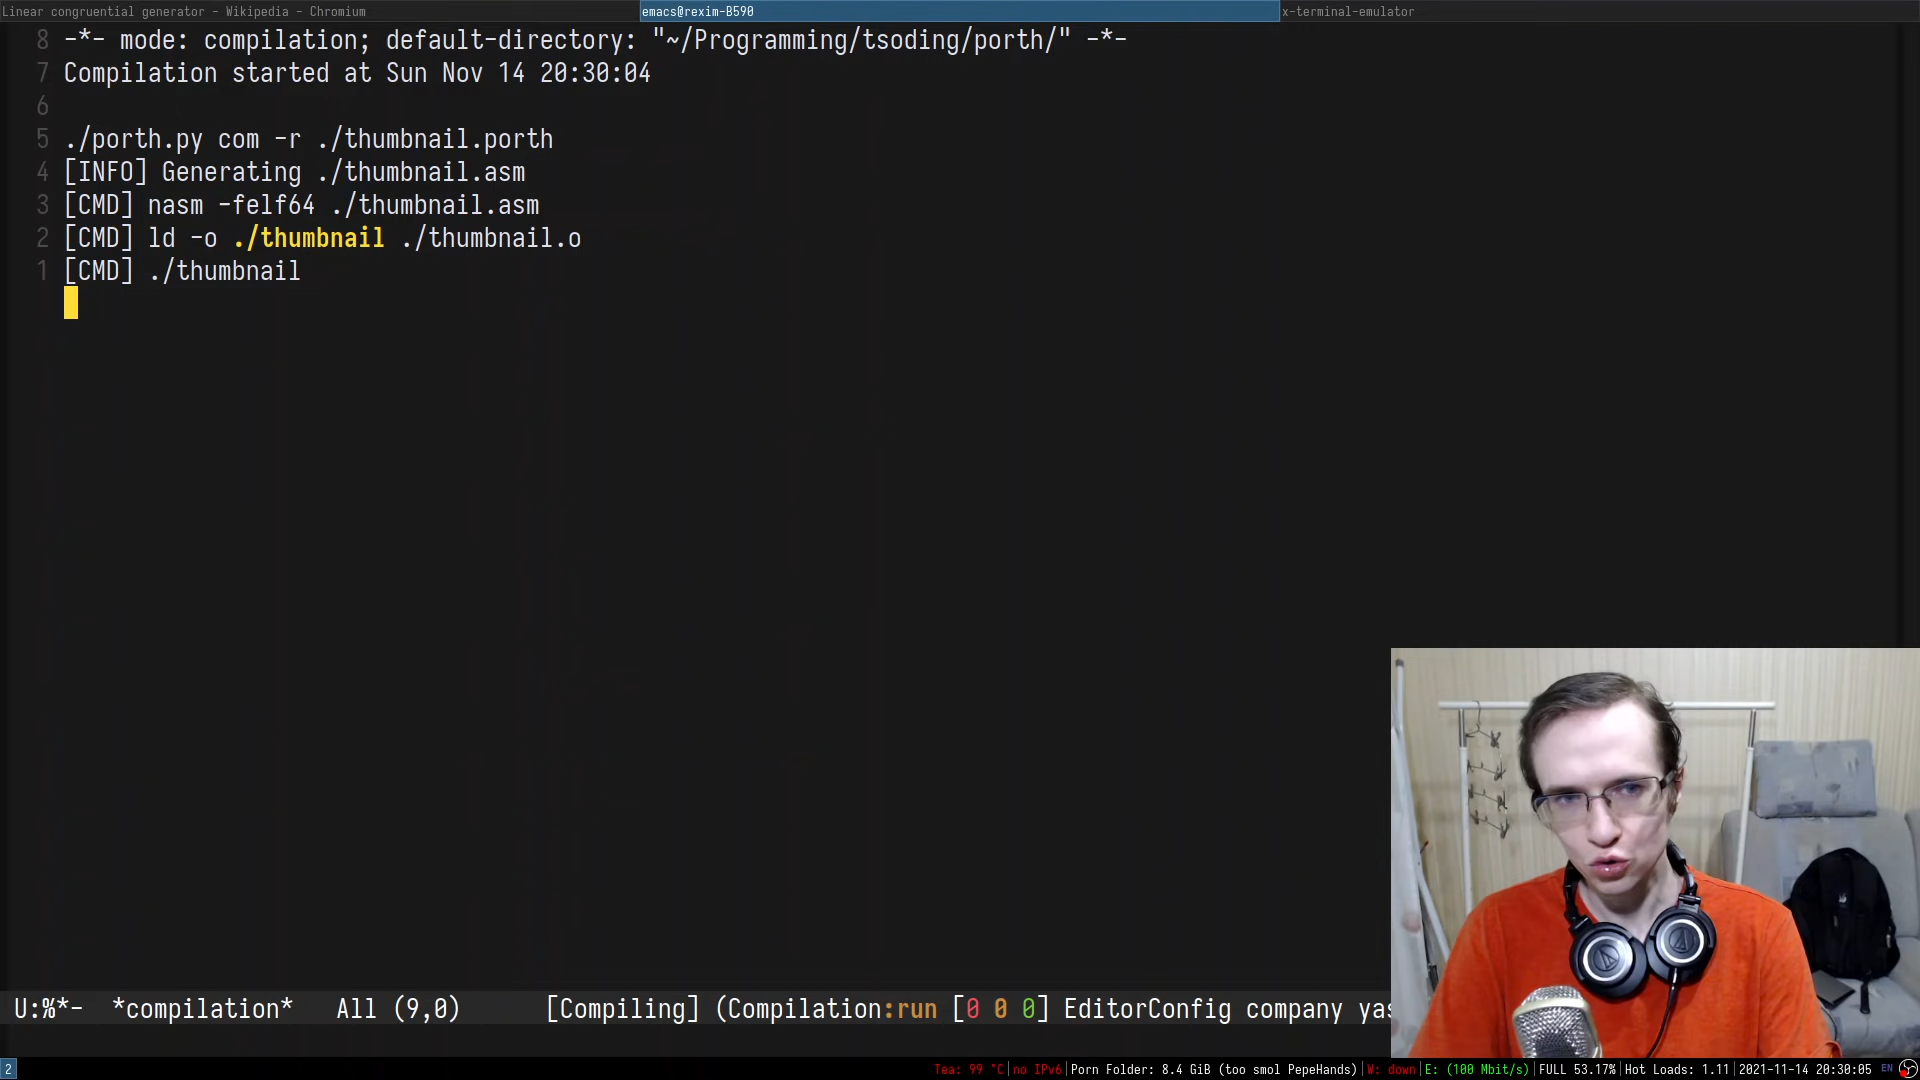 Linear congruential generator - Wikipedia - Chromium
emacs@rexim-B590
x-terminal-emulator
8 -*- mode: compilation; default-directory: "~/Programming/tsoding/porth/" -*-
7 Compilation started at Sun Nov 14 20:30:04
6
5 ./porth.py com -r ./thumbnail.porth
4 [INFO] Generating ./thumbnail.asm
3 [CMD] nasm -felf64 ./thumbnail.asm
2 [CMD] ld -o ./thumbnail ./thumbnail.o
1 [CMD] ./thumbnail
U:%*- *compilation* All (9,0) [Compiling] (Compilation:run [0 0 0] EditorConfig company yas
2 Tea: 99 °C|no IPv6|Porn Folder: 8.4 GiB (too smol PepeHands)|W: down|E: (100 Mbit/s)|FULL 53.17%|Hot Loads: 1.11|2021-11-14 20:30:05 EN